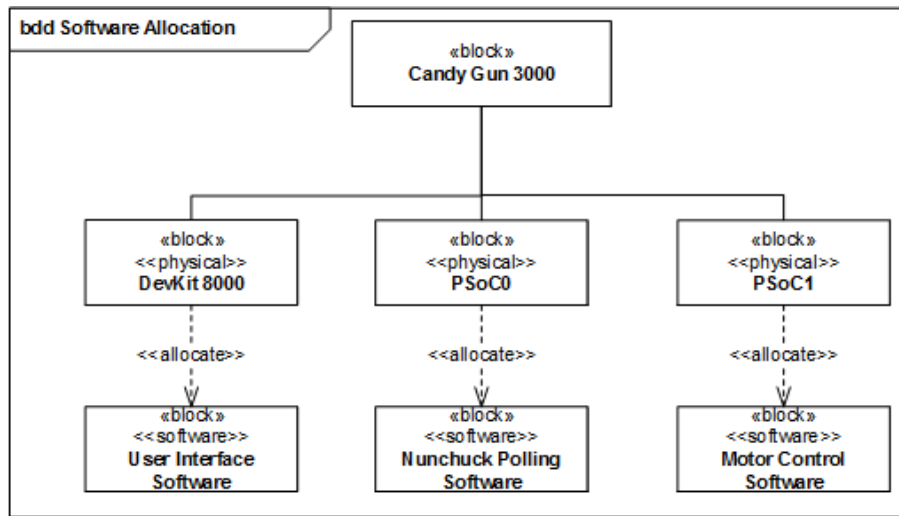 bdd Software Allocation
«block»
Candy Gun 3000
«block»
<<physical>>
DevKit 8000
«block»
<<physical>>
PSoC0
«block»
<<physical>>
PSoC1
<<allocate>>
<<allocate>>
<<allocate>>
«block»
<<software>>
User Interface
Software
«block»
<<software>>
Nunchuck Polling
Software
«block»
<<software>>
Motor Control
Software